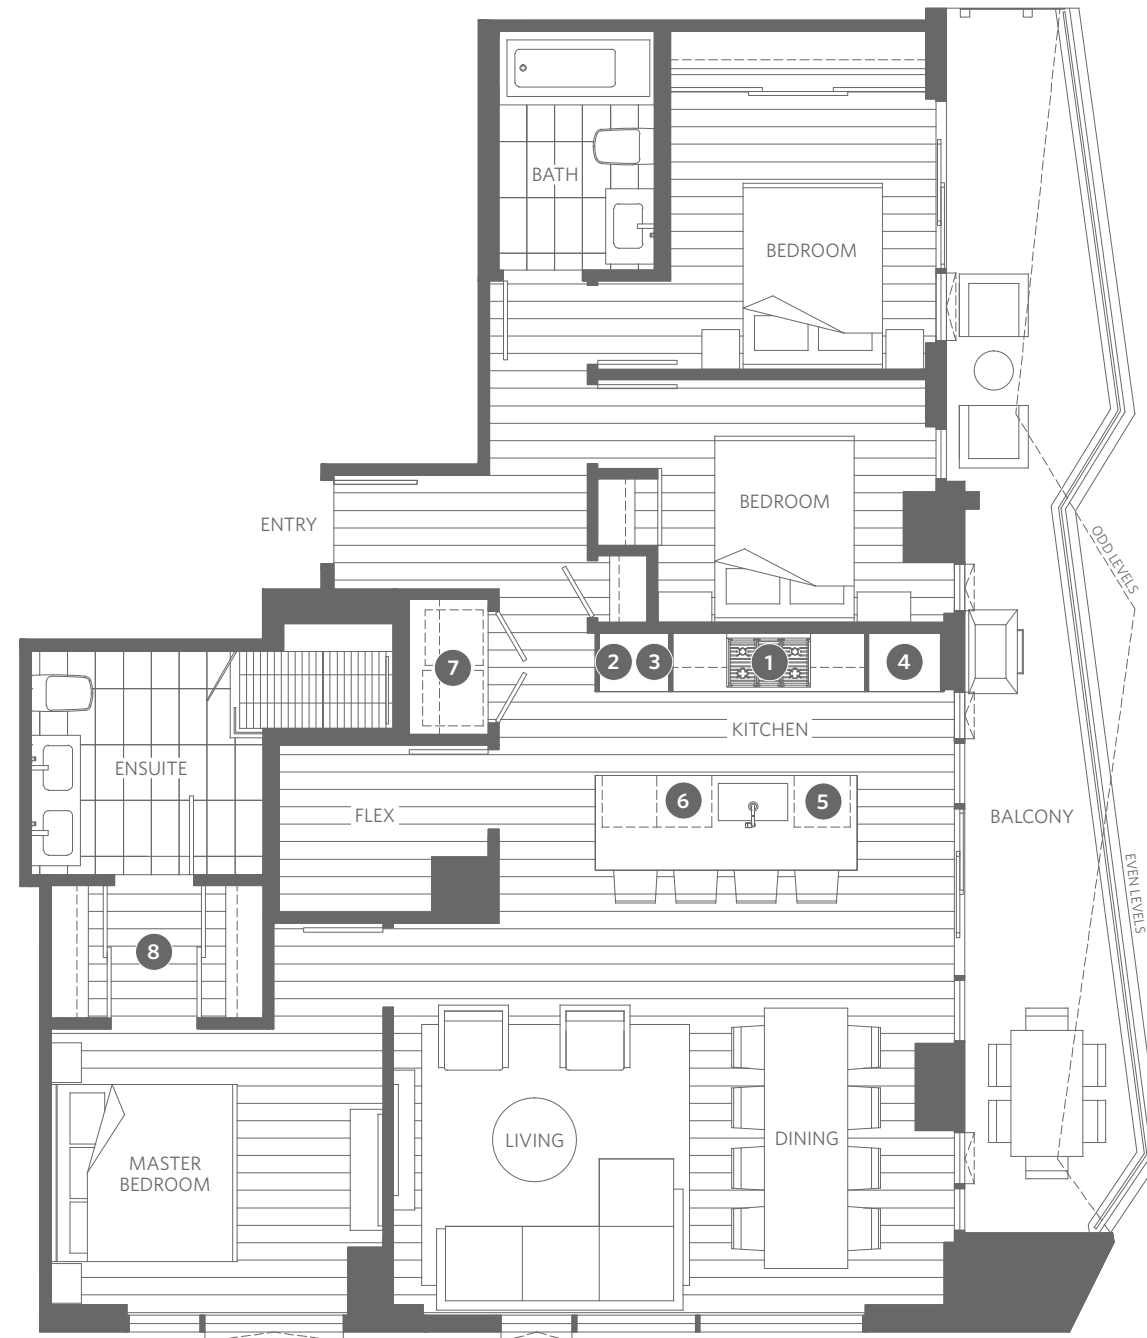 BATH
BEDROOM
BEDROOM
ENTRY
ODD LEVELS
2
3
1
4
7
KITCHEN
ENSUITE
6
5
FLEX
BALCONY
EVEN LEVELS
8
LIVING
DINING
MASTER
BEDROOM